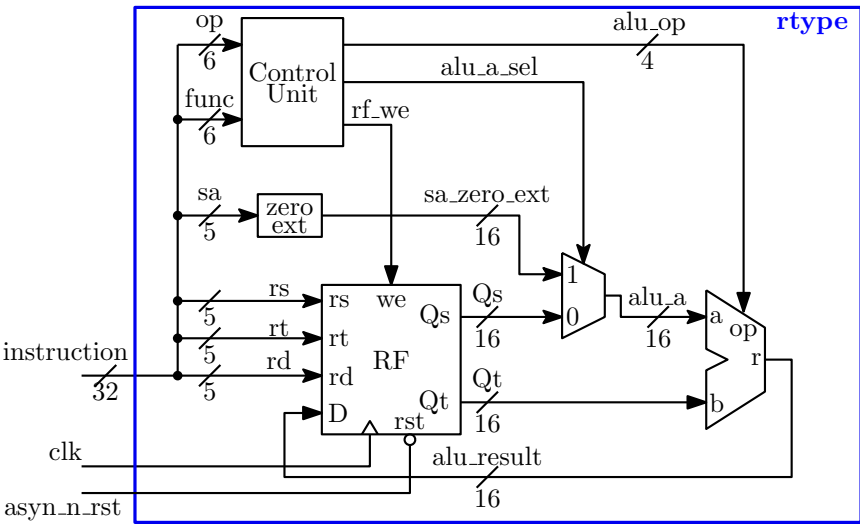 op
alu_op
rtype
6
4
Control
Unit
alu_a_sel
func
rf_we
6
sa
zero
ext
sa_zero_ext
5
16
1
rs
rs
we
Qs
Qs
0
alu_a
a
op
5
16
16
rt
rt
instruction
5
RF
r
rd
rd
32
5
Qt
Qt
b
D
rst
16
clk
alu_result
asyn_n_rst
16